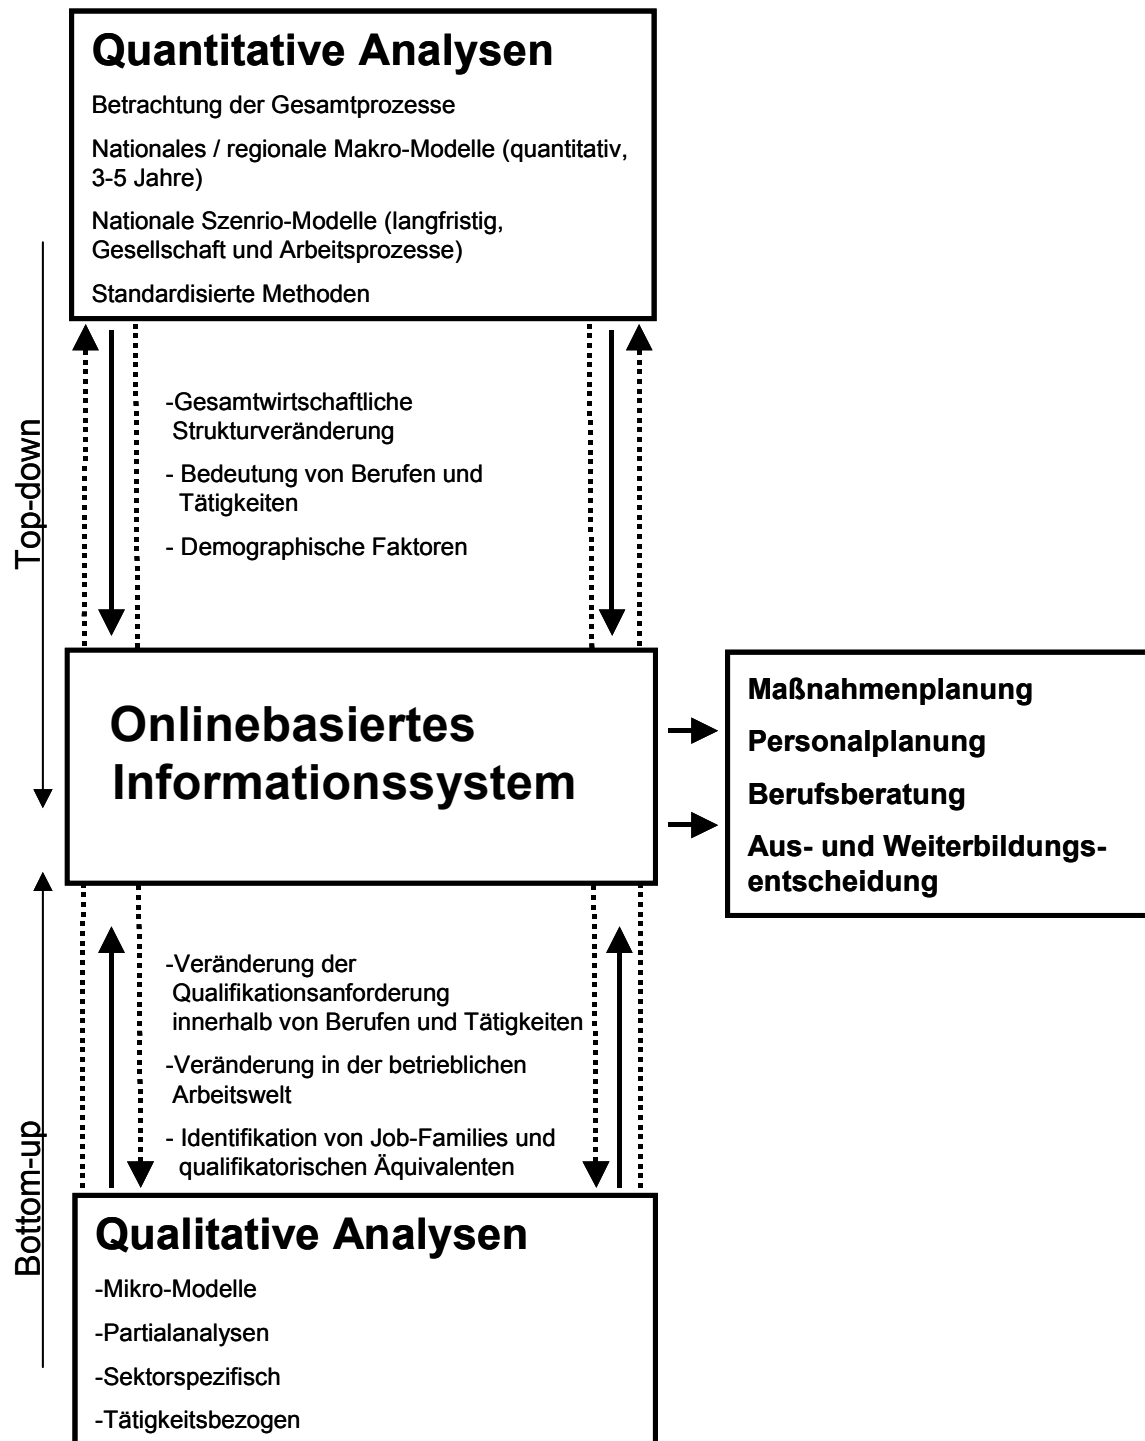 Quantitative Analysen
Betrachtung der Gesamtprozesse
Nationales / regionale Makro-Modelle (quantitativ,
3-5 Jahre)
Nationale Szenrio-Modelle (langfristig,
Gesellschaft und Arbeitsprozesse)
Standardisierte Methoden
Top-down
-Gesamtwirtschaftliche
Strukturveränderung
- Bedeutung von Berufen und
Tätigkeiten
- Demographische Faktoren
Onlinebasiertes
Informationssystem
Maßnahmenplanung
Personalplanung
Berufsberatung
Aus- und Weiterbildungs-
entscheidung
Bottom-up
-Veränderung der
Qualifikationsanforderung
innerhalb von Berufen und Tätigkeiten
-Veränderung in der betrieblichen
Arbeitswelt
- Identifikation von Job-Families und
qualifikatorischen Äquivalenten
Qualitative Analysen
-Mikro-Modelle
-Partialanalysen
-Sektorspezifisch
-Tätigkeitsbezogen